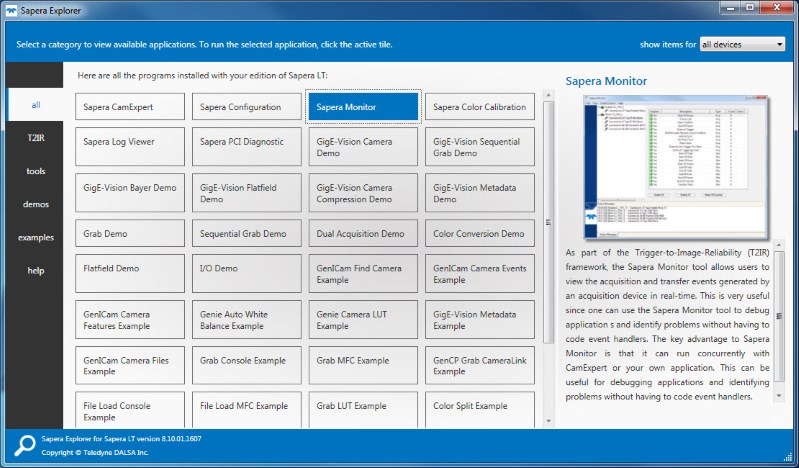 Sapera Explorer
Select a category to view available applications. To run the selected application, click the active tile.
show items for
all devices
all
T2IR
tools
demos
examples
help
Here are all the programs installed with your edition of Sapera LT:
Sapera CamExpert
Sapera Configuration
Sapera Monitor
Sapera Color Calibration
Sapera Log Viewer
Sapera PCI Diagnostic
GigE-Vision Camera
Demo
GigE-Vision Sequential
Grab Demo
GigE-Vision Bayer Demo
GigE-Vision Flatfield
Demo
GigE-Vision Camera
Compression Demo
GigE-Vision Metadata
Demo
Grab Demo
Sequential Grab Demo
Dual Acquisition Demo
Color Conversion Demo
Flatfield Demo
I/O Demo
GenICam Find Camera
Example
GenICam Camera Events
Example
GenICam Camera
Features Example
Genie Auto White
Balance Example
Genie Camera LUT
Example
GigE-Vision Metadata
Example
GenICam Camera Files
Example
Grab Console Example
Grab MFC Example
GenCP Grab CameraLink
Example
File Load Console
Example
File Load MFC Example
Grab LUT Example
Color Split Example
Sapera Monitor
As part of the Trigger-to-Image-Reliability (T2IR)
framework, the Sapera Monitor tool allows users to
view the acquisition and transfer events generated by
an acquisition device in real-time. This is very useful
since one can use the Sapera Monitor tool to debug
application s and identify problems without having to
code event handlers. The key advantage to Sapera
Monitor is that it can run concurrently with
CamExpert or your own application. This can be
useful for debugging applications and identifying
problems without having to code event handlers.
Sapera Explorer for Sapera LT version 8.10.01.1607
Copyright © Teledyne DALSA Inc.